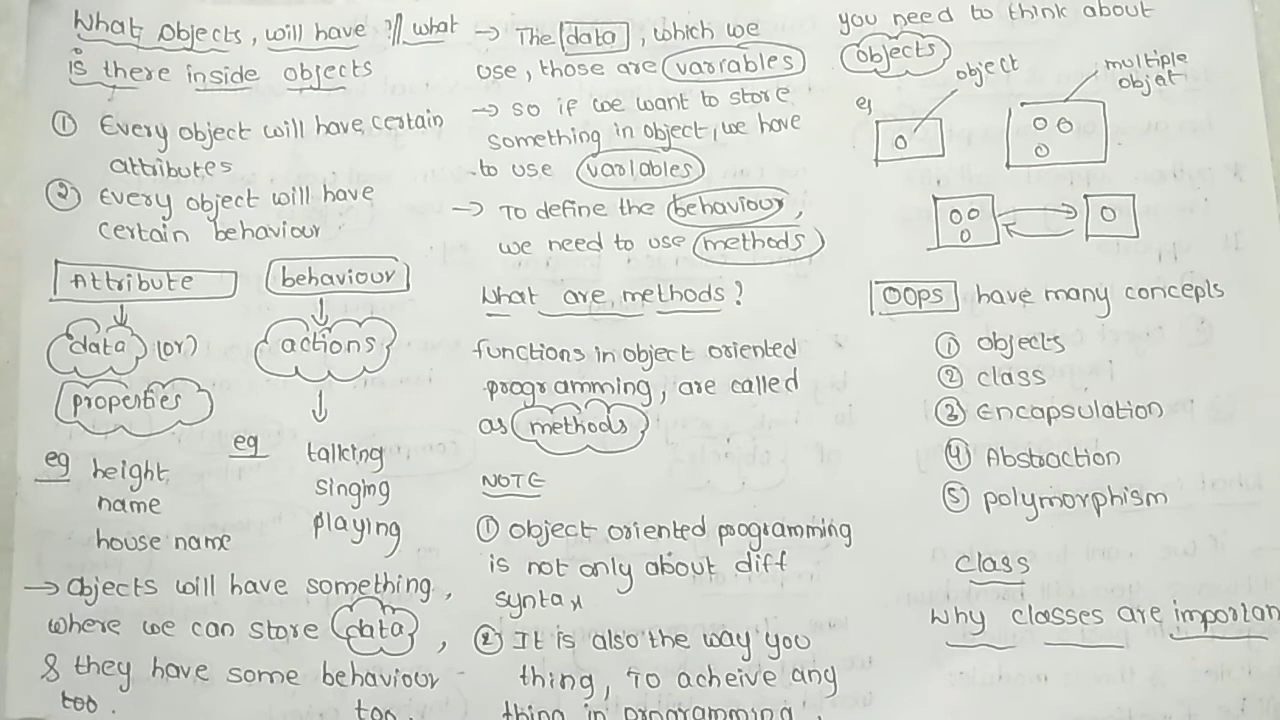 What objects, will have // what
is there inside objects
① Every object will have certain
attributes
② Every object will have
certain behaviour
Attribute
behaviour
data (or)
actions
properties
eg height,
name
house name
eg talking
singing
playing
→ objects will have something,
where we can store data,
& they have some behaviour
too.
too.
→ The data, which we
use, those are variables
→ so if we want to store
something in object, we have
to use variables
→ To define the behaviour,
we need to use methods
What are methods?
functions in object oriented
programming, are called
as methods
NOTE
① object oriented programming
is not only about diff
syntax
② It is also the way you
thing, To acheive any
thing in programming.
you need to think about
objects
object
multiple
eg
OOPS have many concepts
① objects
② class
③ Encapsulation
④ Abstraction
⑤ polymorphism
class
Why classes are importan